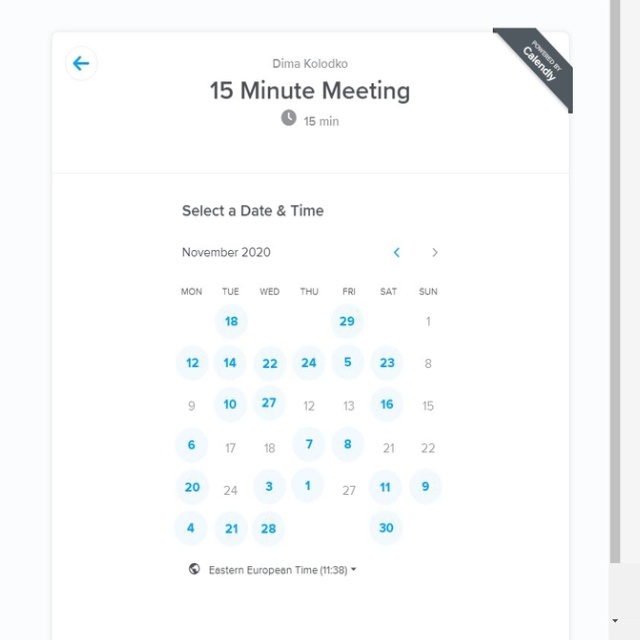 POWERED BY
Calendly
Dima Kolodko
15 Minute Meeting
15 min
Select a Date & Time
November 2020
MON TUE WED THU FRI SAT SUN
18 29 1
12 14 22 24 5 23 8
9 10 27 12 13 16 15
6 17 18 7 8 21 22
20 24 3 1 27 11 9
4 21 28 30
Eastern European Time (11:38)